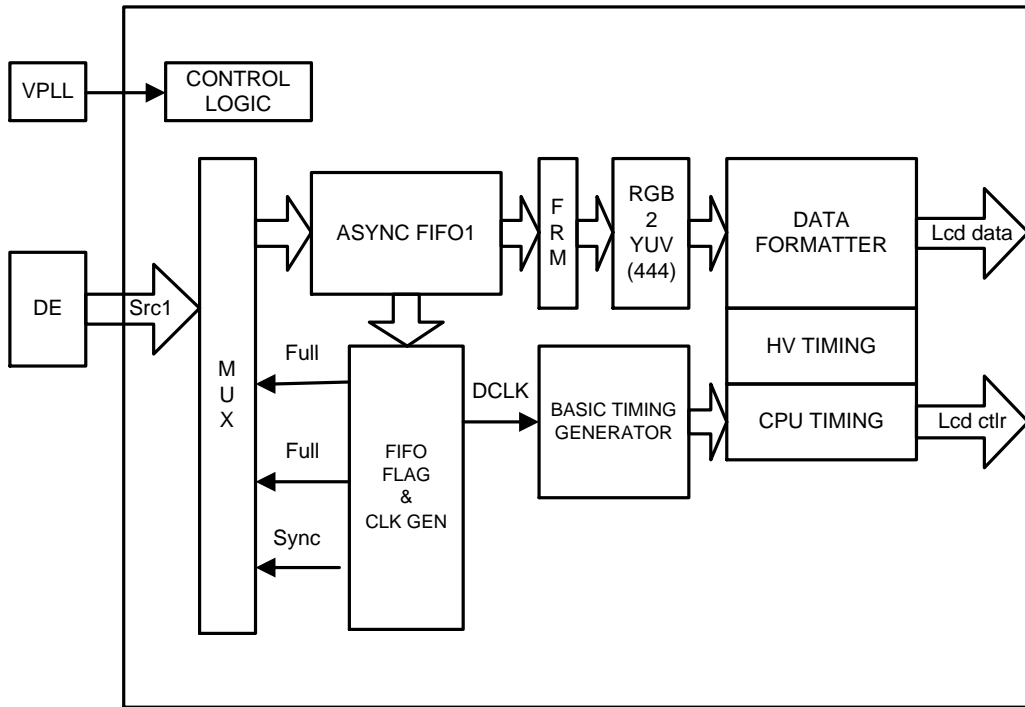 VPLL
CONTROL
LOGIC
DE
Src1
M
U
X
ASYNC FIFO1
F
R
M
RGB
2
YUV
(444)
DATA
FORMATTER
Lcd data
HV TIMING
CPU TIMING
Lcd ctlr
Full
Full
Sync
FIFO
FLAG
&
CLK GEN
DCLK
BASIC TIMING
GENERATOR